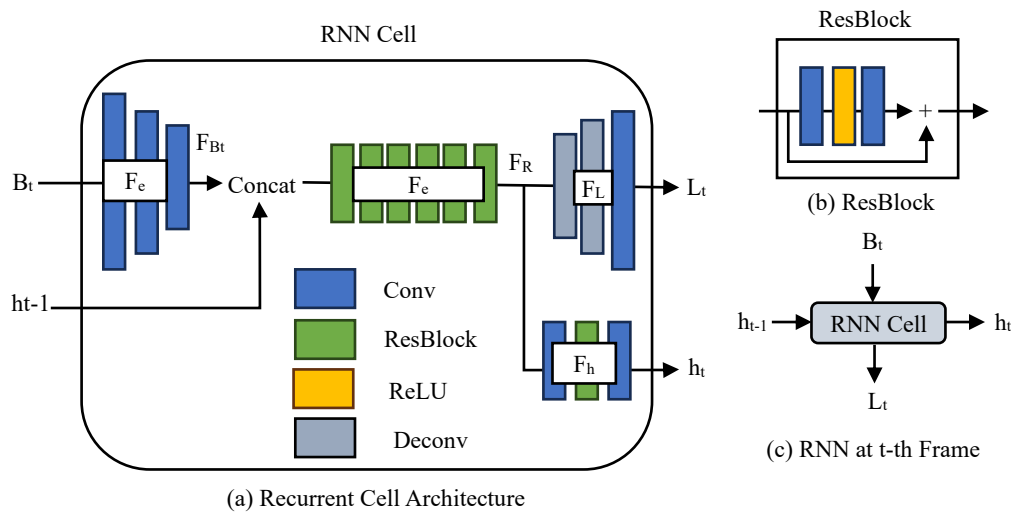 RNN Cell
F_Bt
B_t
F_e
Concat
F_e
F_R
F_L
L_t
ht-1
Conv
ResBlock
ReLU
Deconv
F_h
h_t
(a) Recurrent Cell Architecture
ResBlock
+
(b) ResBlock
B_t
h_t-1
RNN Cell
h_t
L_t
(c) RNN at t-th Frame